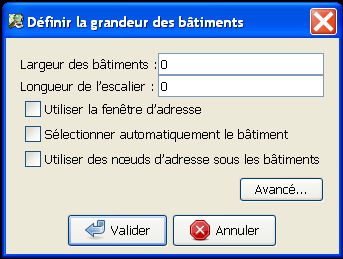 Définir la grandeur des bâtiments
Largeur des bâtiments : 0
Longueur de l'escalier : 0
Utiliser la fenêtre d'adresse
Sélectionner automatiquement le bâtiment
Utiliser des nœuds d'adresse sous les bâtiments
Avancé...
Valider Annuler